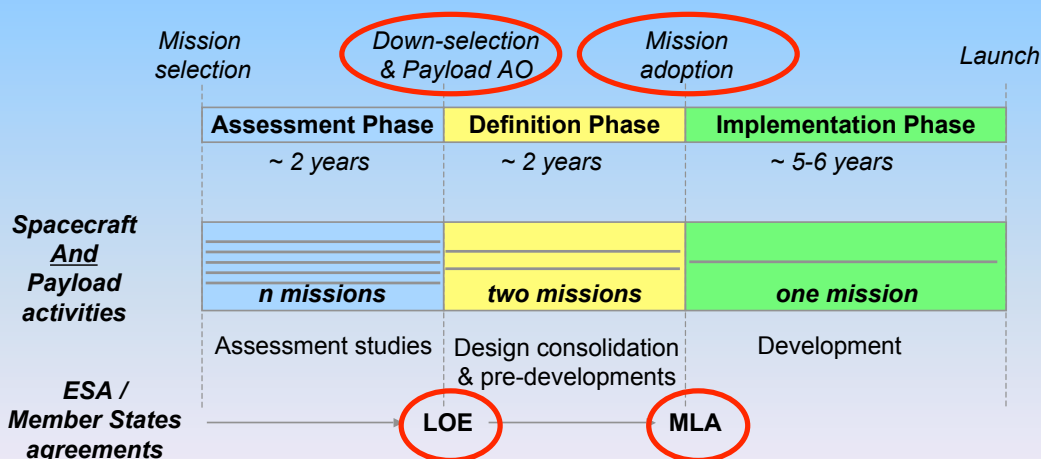 Mission
selection
Down-selection
& Payload AO
Mission
adoption
Launch
Assessment Phase
Definition Phase
Implementation Phase
~ 2 years
~ 2 years
~ 5-6 years
Spacecraft
And
Payload
activities
n missions
two missions
one mission
Assessment studies
Design consolidation
& pre-developments
Development
ESA /
Member States
agreements
LOE
MLA